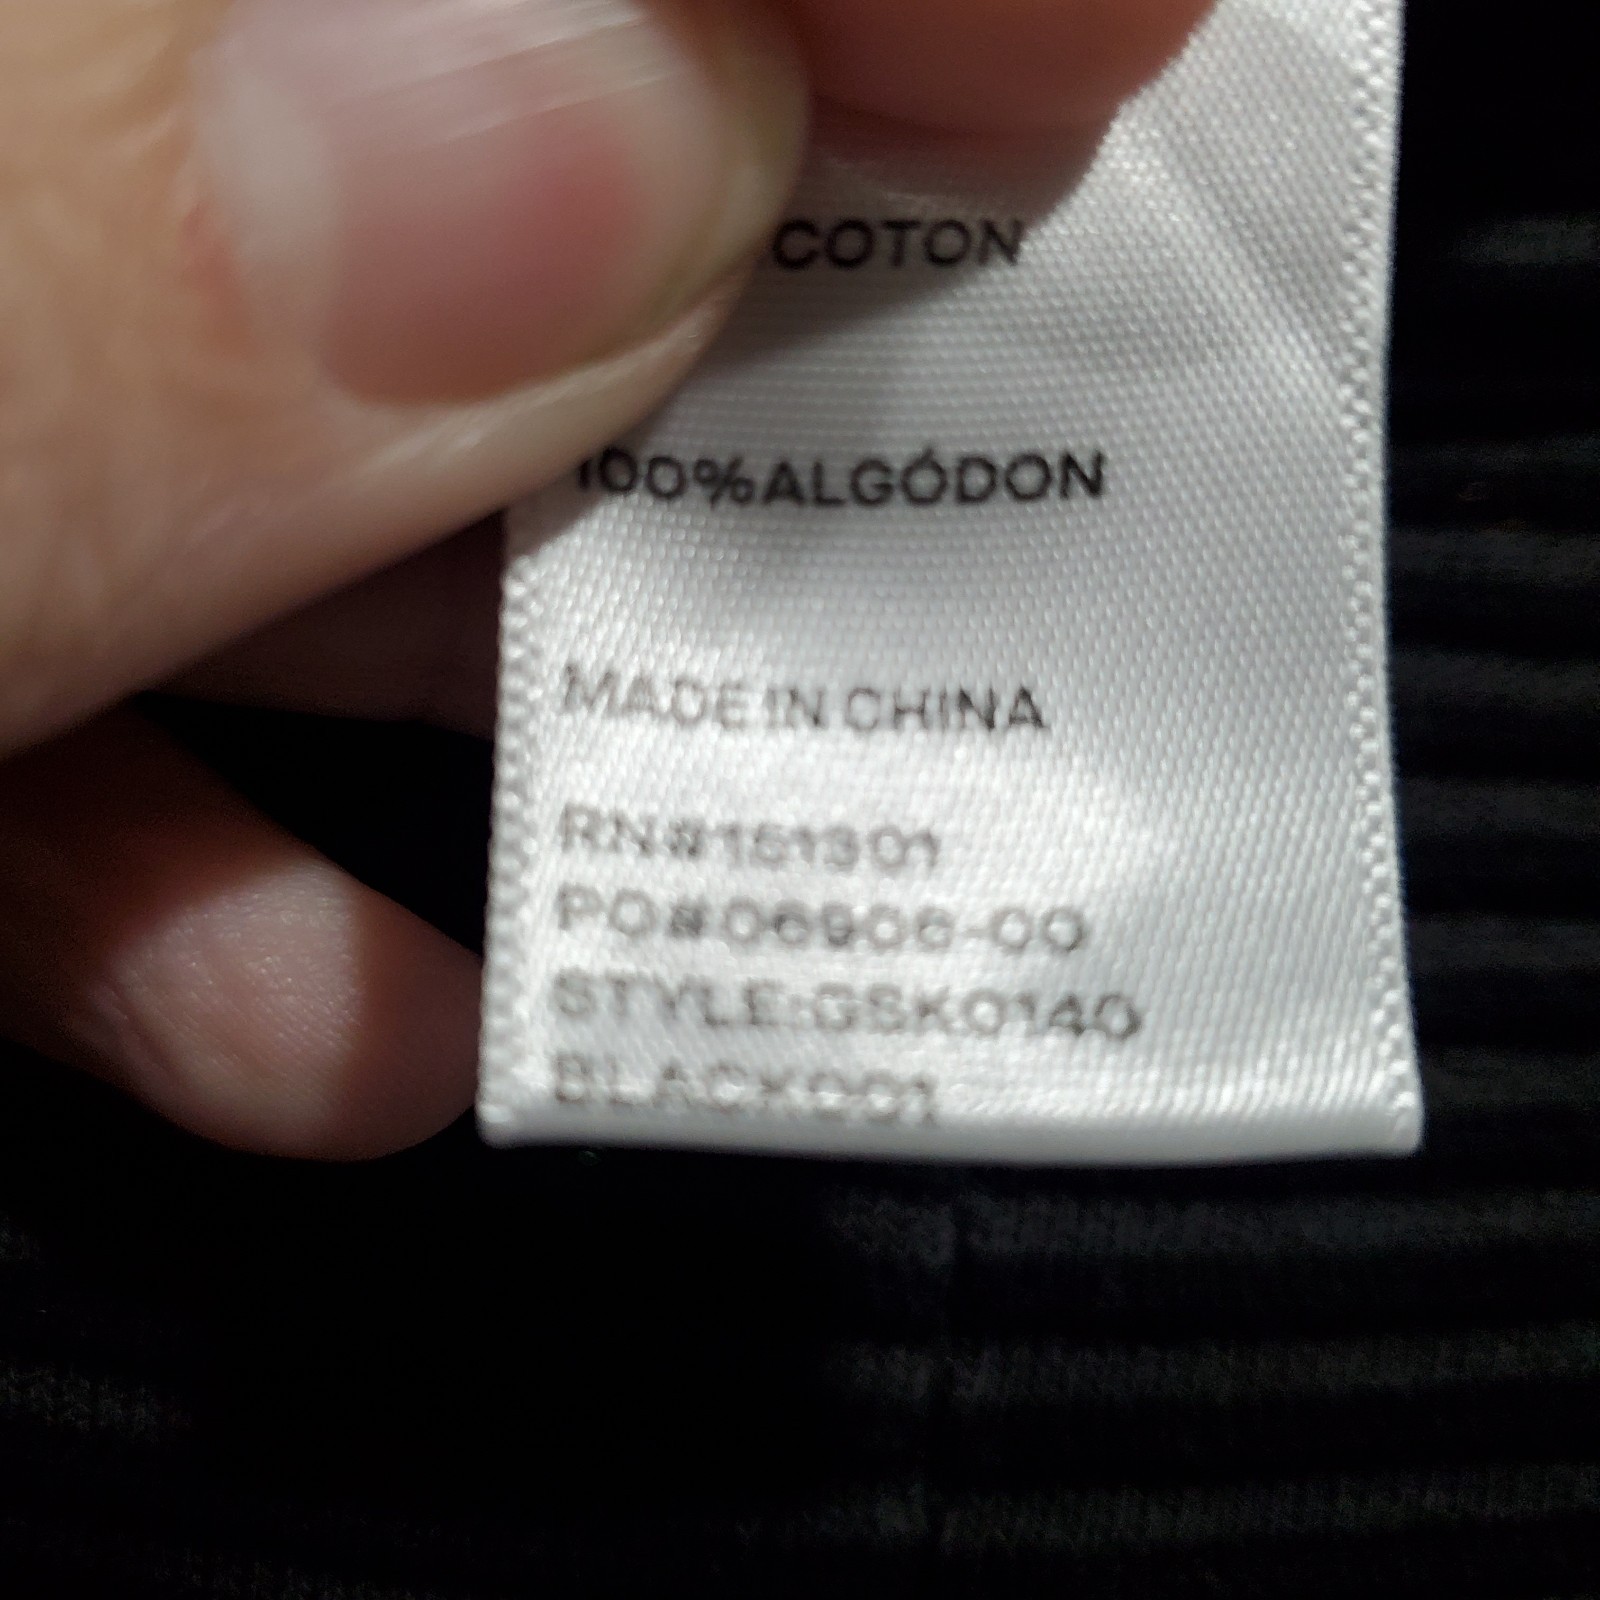 COTON
100%ALGÓDON
MADE IN CHINA
RN#151301
PO#06906-00
STYLE:GSK0140
BLACK001